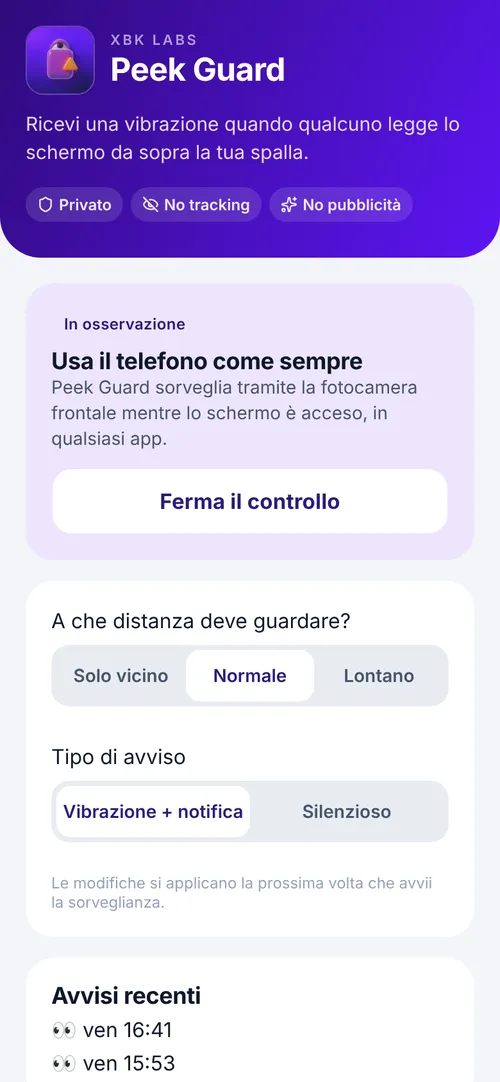 XBK LABS
Peek Guard
Ricevi una vibrazione quando qualcuno legge lo
schermo da sopra la tua spalla.
Privato No tracking No pubblicità
In osservazione
Usa il telefono come sempre
Peek Guard sorveglia tramite la fotocamera
frontale mentre lo schermo è acceso, in
qualsiasi app.
Ferma il controllo
A che distanza deve guardare?
Solo vicino Normale Lontano
Tipo di avviso
Vibrazione + notifica Silenzioso
Le modifiche si applicano la prossima volta che avvii
la sorveglianza.
Avvisi recenti
👀 ven 16:41
👀 ven 15:53